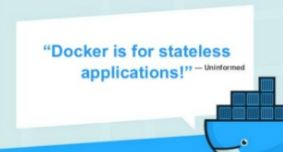 “Docker is for stateless
applications!” — Uninformed